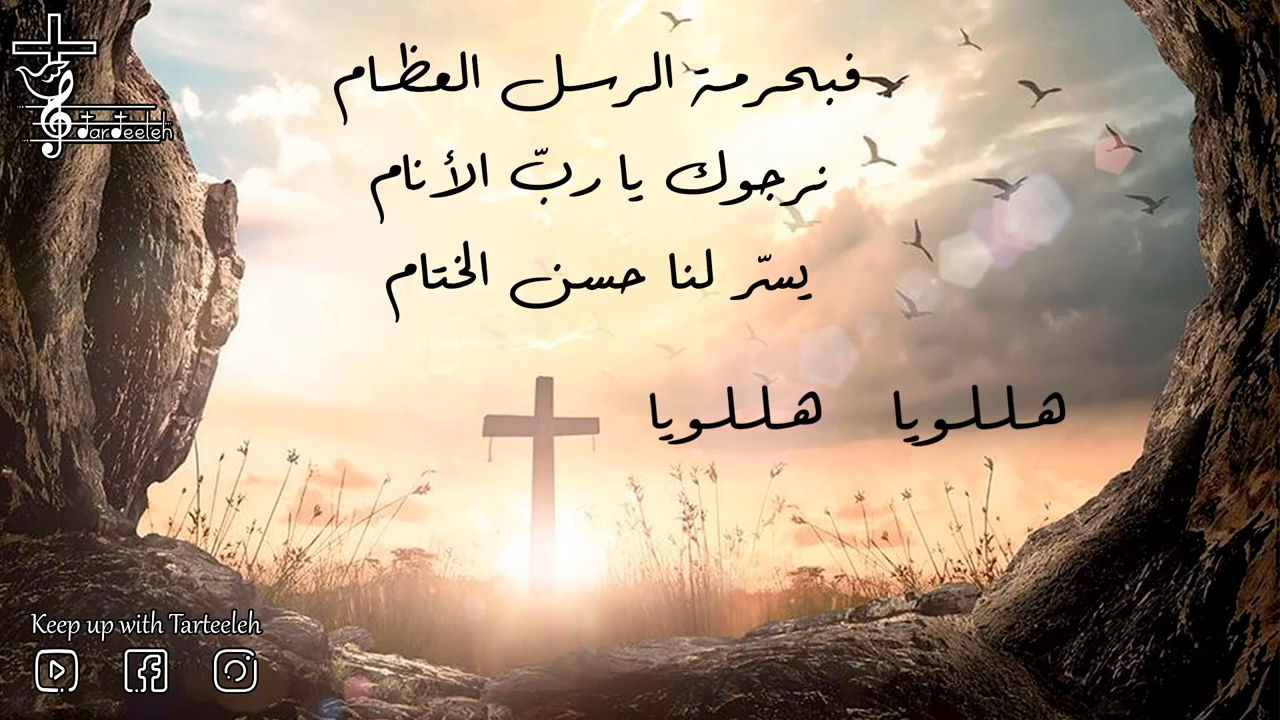 فبحرمة الرسل العظام
نرجوك يا ربّ الأنام
يسّر لنا حسن الختام
هللويا هللويا
tarteeleh
Keep up with Tarteeleh